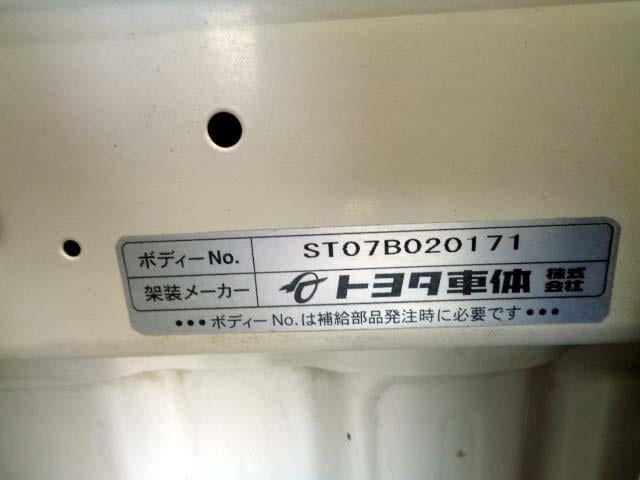 ボディーNo. ST07B020171
架装メーカー トヨタ車体 株式会社
•••ボディーNo.は補給部品発注時に必要です•••